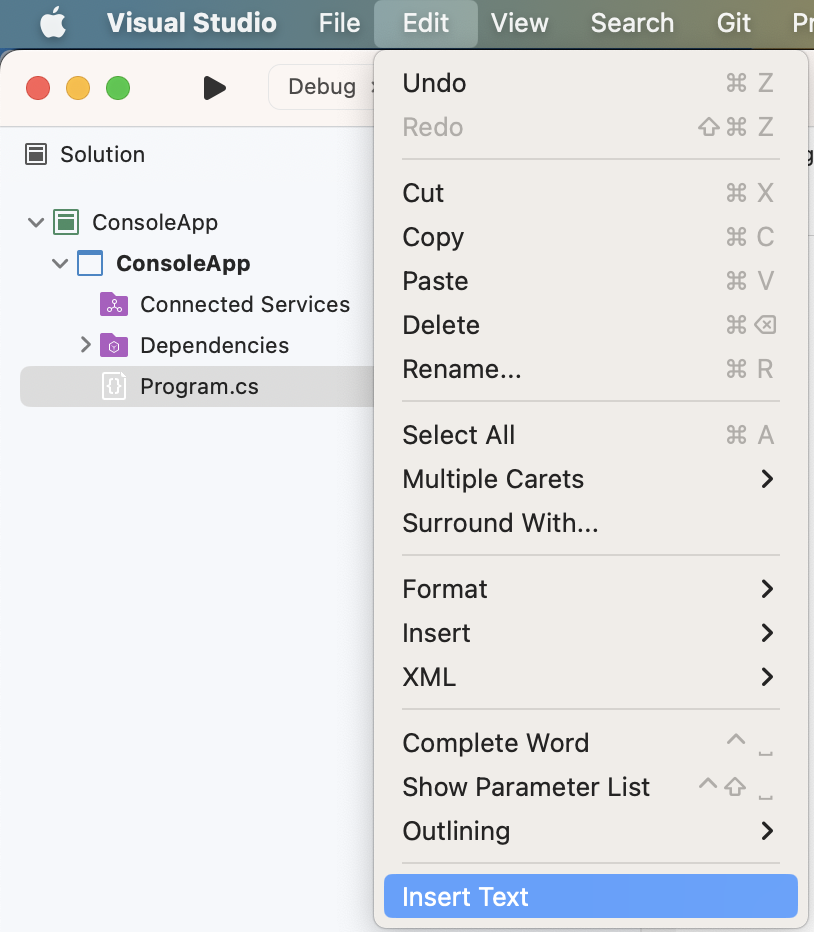 Visual Studio File Edit View Search Git
Debug
Solution
ConsoleApp
ConsoleApp
Connected Services
Dependencies
Program.cs
Undo ⌘ Z
Redo ⇧⌘ Z
Cut ⌘ X
Copy ⌘ C
Paste ⌘ V
Delete ⌘⌫
Rename... ⌘ R
Select All ⌘ A
Multiple Carets
Surround With...
Format
Insert
XML
Complete Word ⌃ ␣
Show Parameter List ⌃⇧ ␣
Outlining
Insert Text